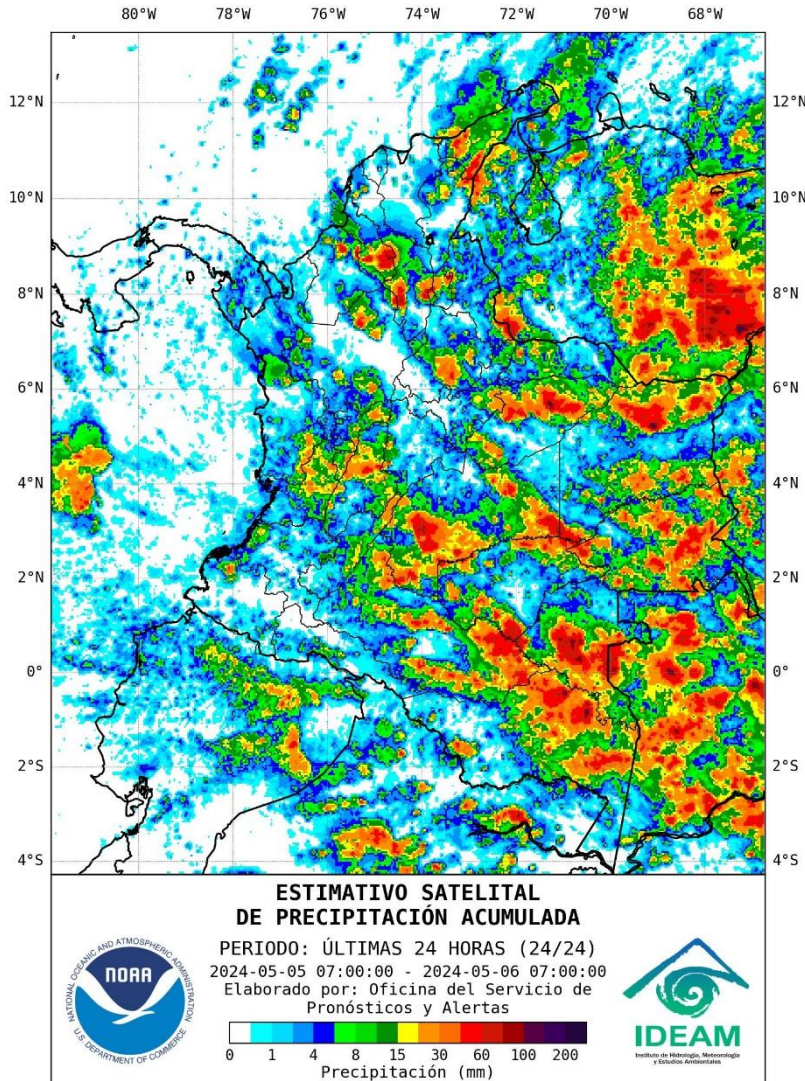 80°W 78°W 76°W 74°W 72°W 70°W 68°W
12°N 12°N
10°N 10°N
8°N 8°N
6°N 6°N
4°N 4°N
2°N 2°N
0° 0°
2°S 2°S
4°S 4°S
ESTIMATIVO SATELITAL
DE PRECIPITACIÓN ACUMULADA
PERIODO: ÚLTIMAS 24 HORAS (24/24)
2024-05-05 07:00:00 - 2024-05-06 07:00:00
Elaborado por: Oficina del Servicio de
Pronósticos y Alertas
0 1 4 8 15 30 60 100 200
Precipitación (mm)
NATIONAL OCEANIC AND ATMOSPHERIC ADMINISTRATION
NOAA
U.S. DEPARTMENT OF COMMERCE
IDEAM
Instituto de Hidrología, Meteorología
y Estudios Ambientales